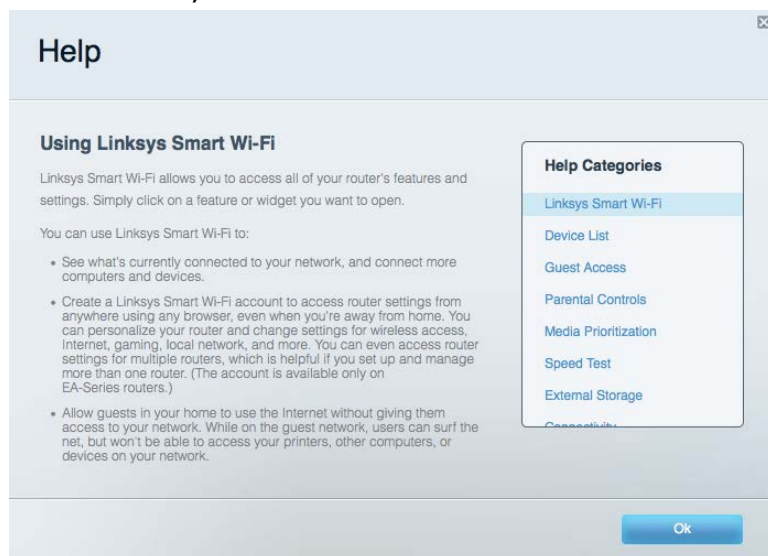 Help
Using Linksys Smart Wi-Fi
Linksys Smart Wi-Fi allows you to access all of your router's features and
settings. Simply click on a feature or widget you want to open.
You can use Linksys Smart Wi-Fi to:
• See what's currently connected to your network, and connect more
computers and devices.
• Create a Linksys Smart Wi-Fi account to access router settings from
anywhere using any browser, even when you're away from home. You
can personalize your router and change settings for wireless access,
Internet, gaming, local network, and more. You can even access router
settings for multiple routers, which is helpful if you set up and manage
more than one router. (The account is available only on
EA-Series routers.)
• Allow guests in your home to use the Internet without giving them
access to your network. While on the guest network, users can surf the
net, but won't be able to access your printers, other computers, or
devices on your network.
Help Categories
Linksys Smart Wi-Fi
Device List
Guest Access
Parental Controls
Media Prioritization
Speed Test
External Storage
Connectivity
Ok